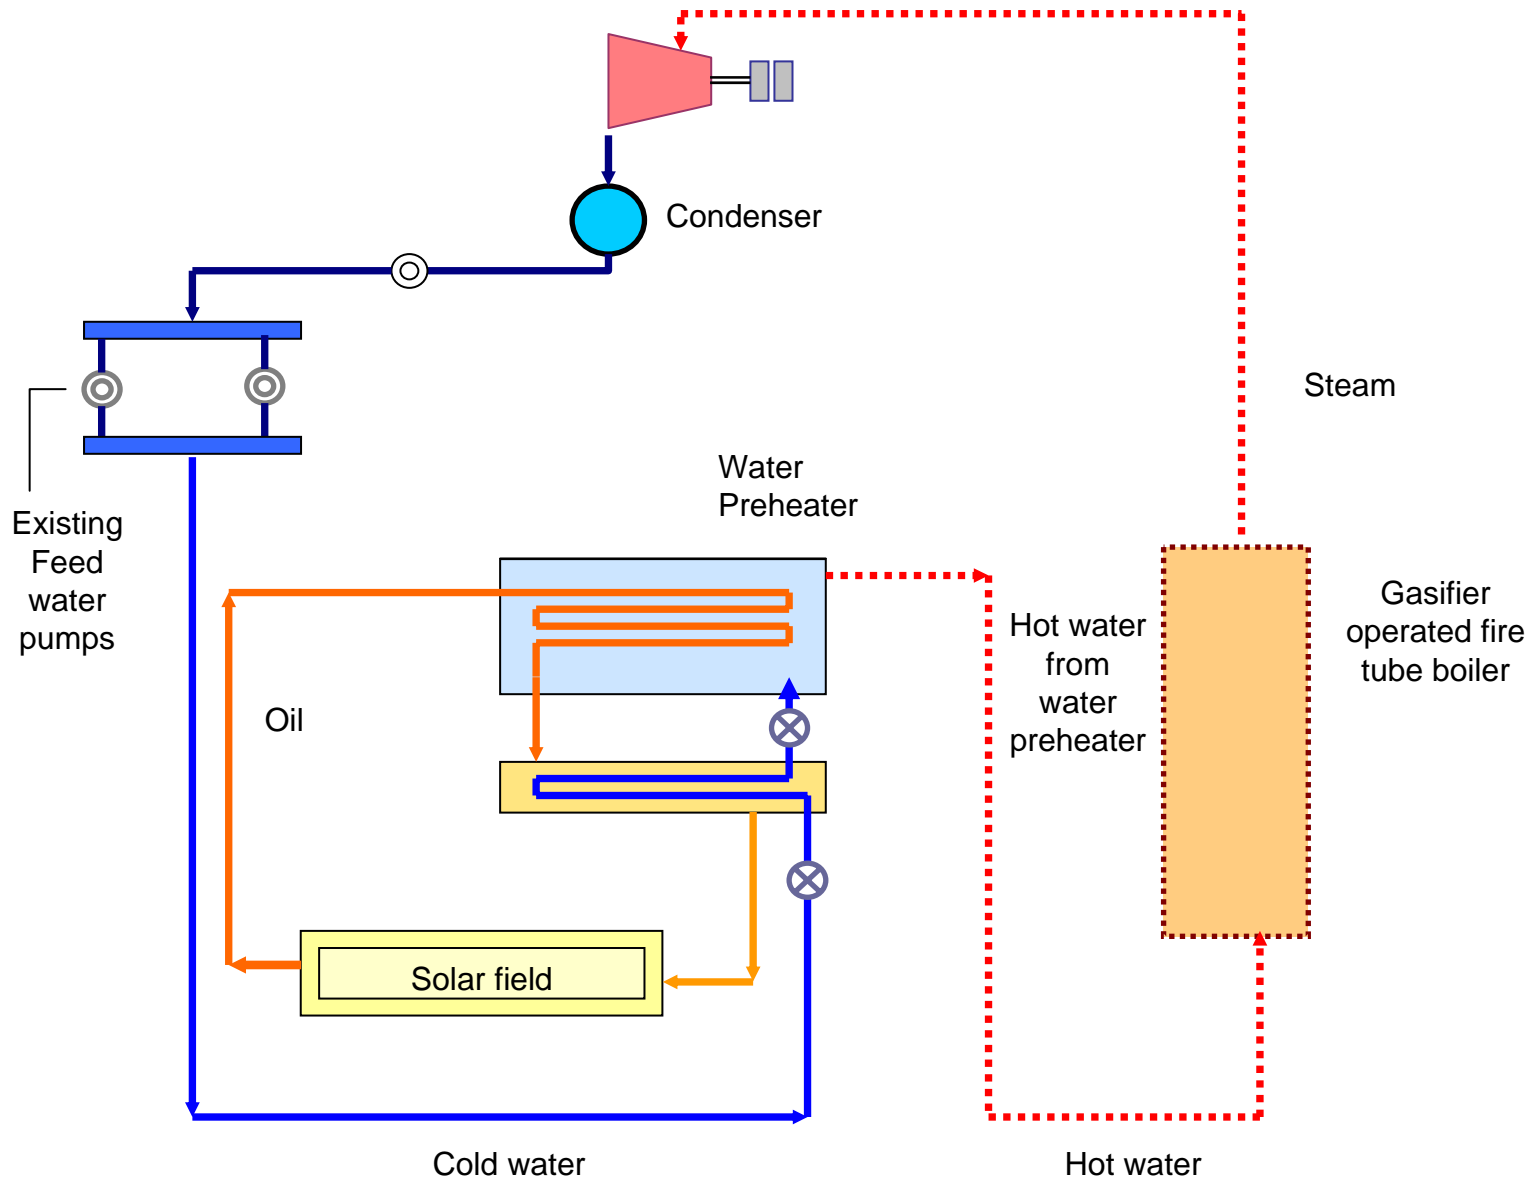 Condenser
Steam
Water
Preheater
Existing
Feed
water
pumps
Gasifier
operated fire
tube boiler
Hot water
from
water
preheater
Oil
Solar field
Cold water
Hot water